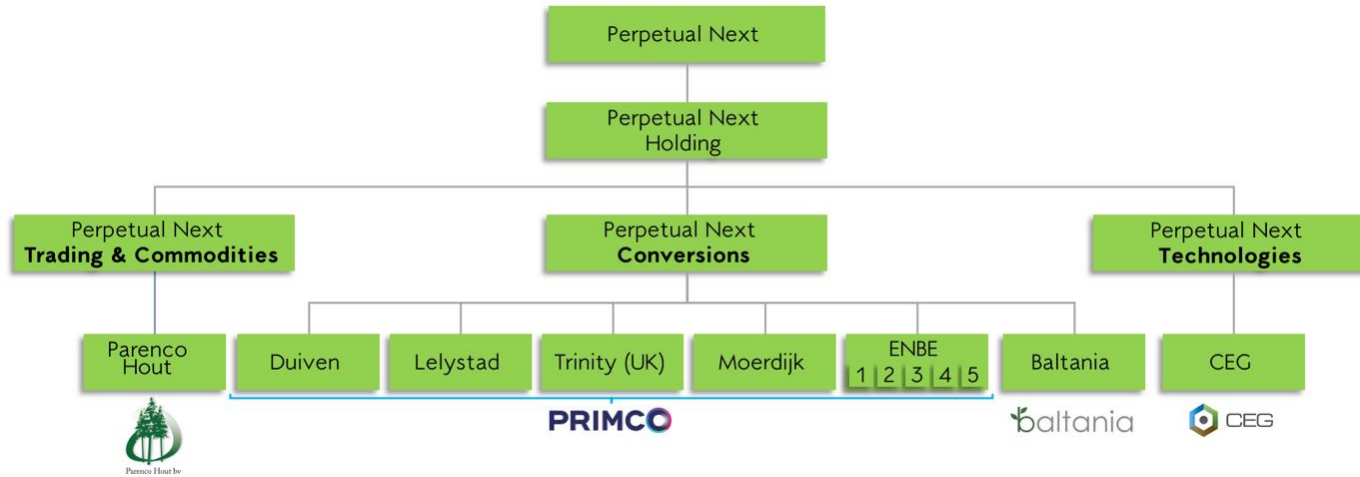 Perpetual Next
Perpetual Next
Holding
Perpetual Next
Trading & Commodities
Perpetual Next
Conversions
Perpetual Next
Technologies
Parenco
Hout
Duiven
Lelystad
Trinity (UK)
Moerdijk
ENBE
1 2 3 4 5
Baltania
CEG
Parenco Hout bv
PRIMCO
baltania
CEG